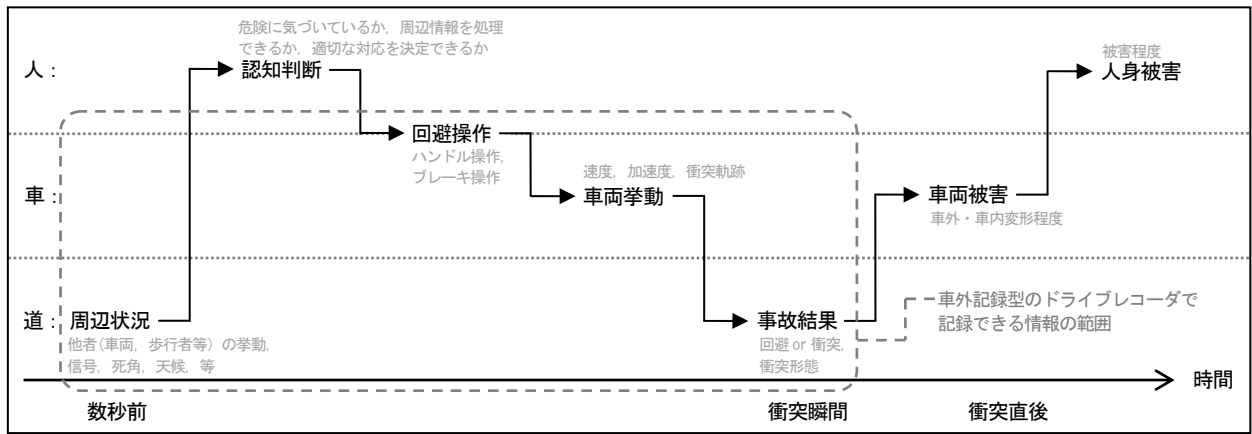 危険に気づいているか，周辺情報を処理
できるか，適切な対応を決定できるか
人：
認知判断
被害程度
人身被害
回避操作
ハンドル操作，
ブレーキ操作
車：
速度，加速度，衝突軌跡
車両挙動
車両被害
車外・車内変形程度
道：
周辺状況
他者（車両，歩行者等）の挙動，
信号，死角，天候，等
事故結果
回避 or 衝突，
衝突形態
車外記録型のドライブレコーダで
記録できる情報の範囲
時間
数秒前
衝突瞬間
衝突直後